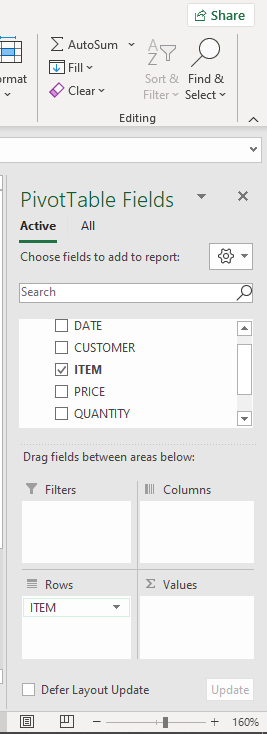 Share
AutoSum
Fill
Clear
Sort &
Filter
Find &
Select
Editing
PivotTable Fields
Active All
Choose fields to add to report:
Search
DATE
CUSTOMER
ITEM
PRICE
QUANTITY
Drag fields between areas below:
Filters Columns
Rows Values
ITEM
Defer Layout Update Update
160%